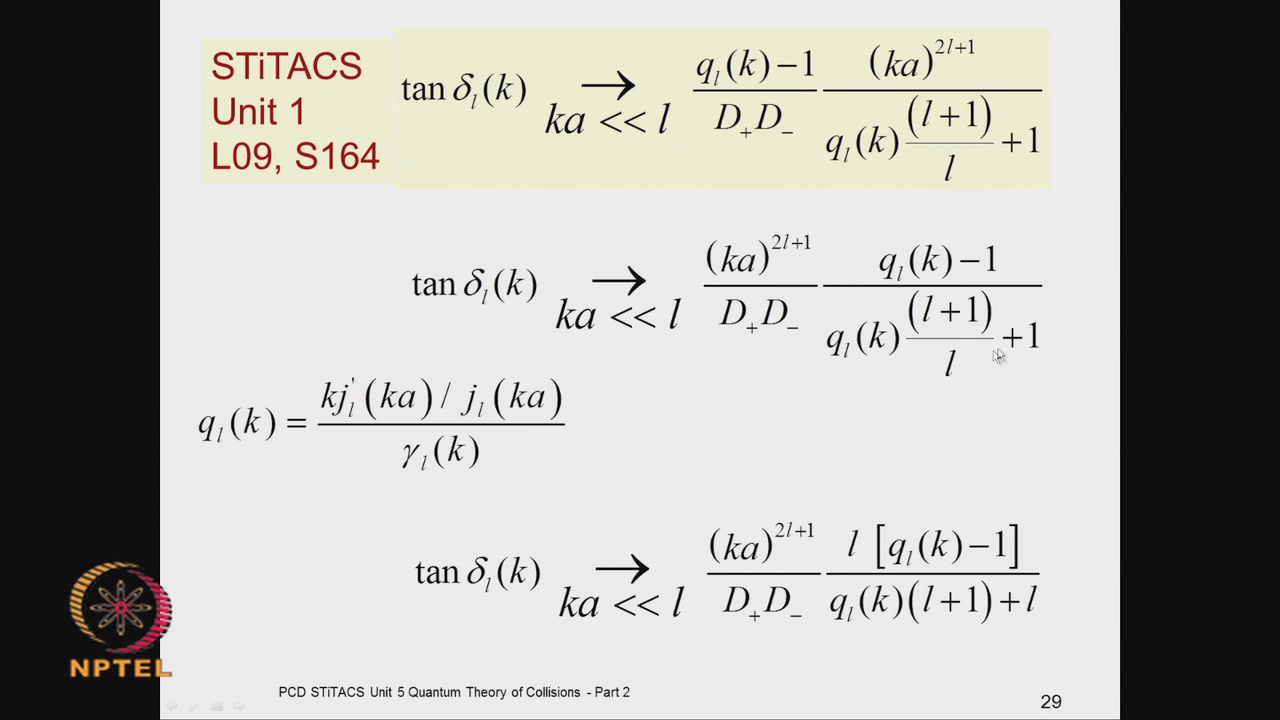 STiTACS
Unit 1
L09, S164
tan δ_l(k) → ka << l (q_l(k) − 1)/(D_+D_−) (ka)^{2l+1}/(q_l(k) (l+1)/l + 1)
tan δ_l(k) → ka << l (ka)^{2l+1}/(D_+D_−) (q_l(k) − 1)/(q_l(k) (l+1)/l + 1)
q_l(k) = (kj_l'(ka) / j_l(ka))/(γ_l(k))
tan δ_l(k) → ka << l (ka)^{2l+1}/(D_+D_−) (l [q_l(k) − 1])/(q_l(k)(l+1) + l)
NPTEL
PCD STiTACS Unit 5 Quantum Theory of Collisions - Part 2
29